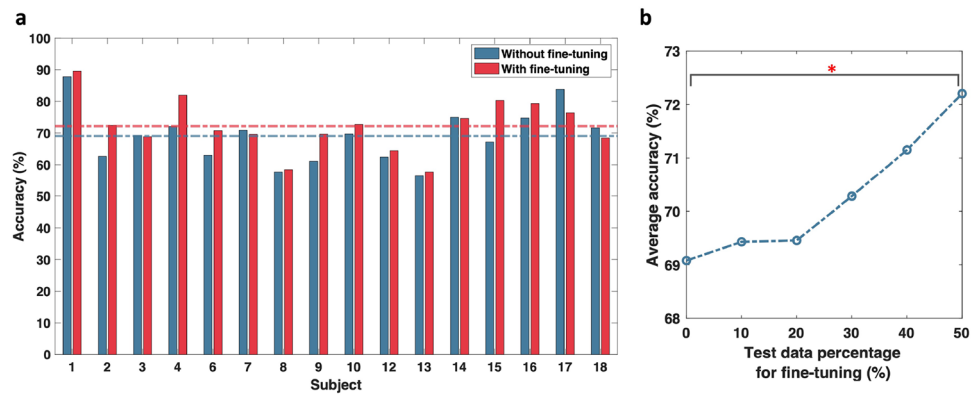 a
100
90
80
70
60
50
40
30
20
10
0
Accuracy (%)
Without fine-tuning
With fine-tuning
1 2 3 4 6 7 8 9 10 12 13 14 15 16 17 18
Subject
b
73
72
71
70
69
68
Average accuracy (%)
*
0 10 20 30 40 50
Test data percentage
for fine-tuning (%)